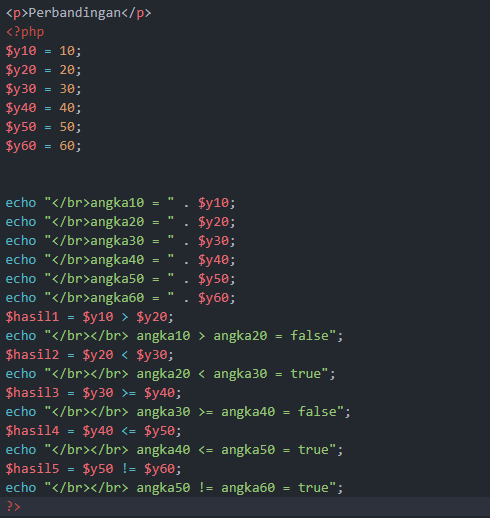 <p>Perbandingan</p>
<?php
$y10 = 10;
$y20 = 20;
$y30 = 30;
$y40 = 40;
$y50 = 50;
$y60 = 60;
echo "</br>angka10 = " . $y10;
echo "</br>angka20 = " . $y20;
echo "</br>angka30 = " . $y30;
echo "</br>angka40 = " . $y40;
echo "</br>angka50 = " . $y50;
echo "</br>angka60 = " . $y60;
$hasil1 = $y10 > $y20;
echo "</br></br> angka10 > angka20 = false";
$hasil2 = $y20 < $y30;
echo "</br></br> angka20 < angka30 = true";
$hasil3 = $y30 >= $y40;
echo "</br></br> angka30 >= angka40 = false";
$hasil4 = $y40 <= $y50;
echo "</br></br> angka40 <= angka50 = true";
$hasil5 = $y50 != $y60;
echo "</br></br> angka50 != angka60 = true";
?>